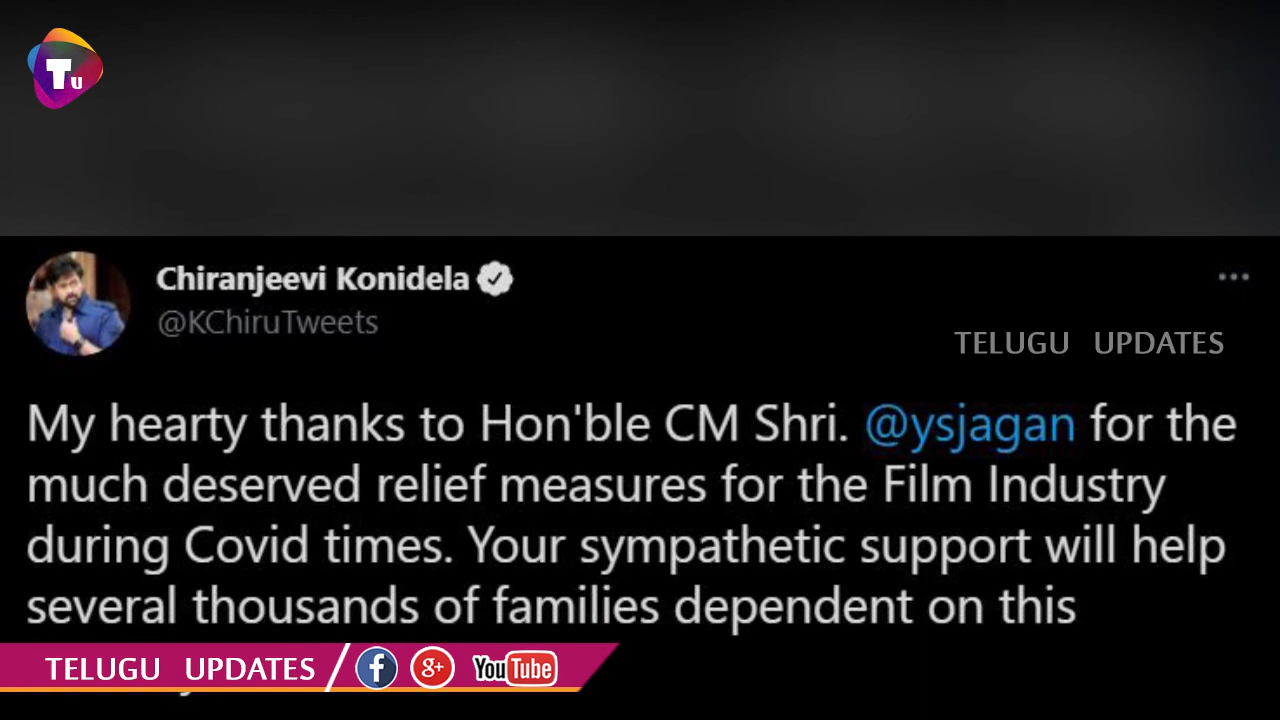 Tu
Chiranjeevi Konidela
@KChiruTweets
TELUGU UPDATES
My hearty thanks to Hon'ble CM Shri. @ysjagan for the
much deserved relief measures for the Film Industry
during Covid times. Your sympathetic support will help
several thousands of families dependent on this
TELUGU UPDATES
f
g+
YouTube